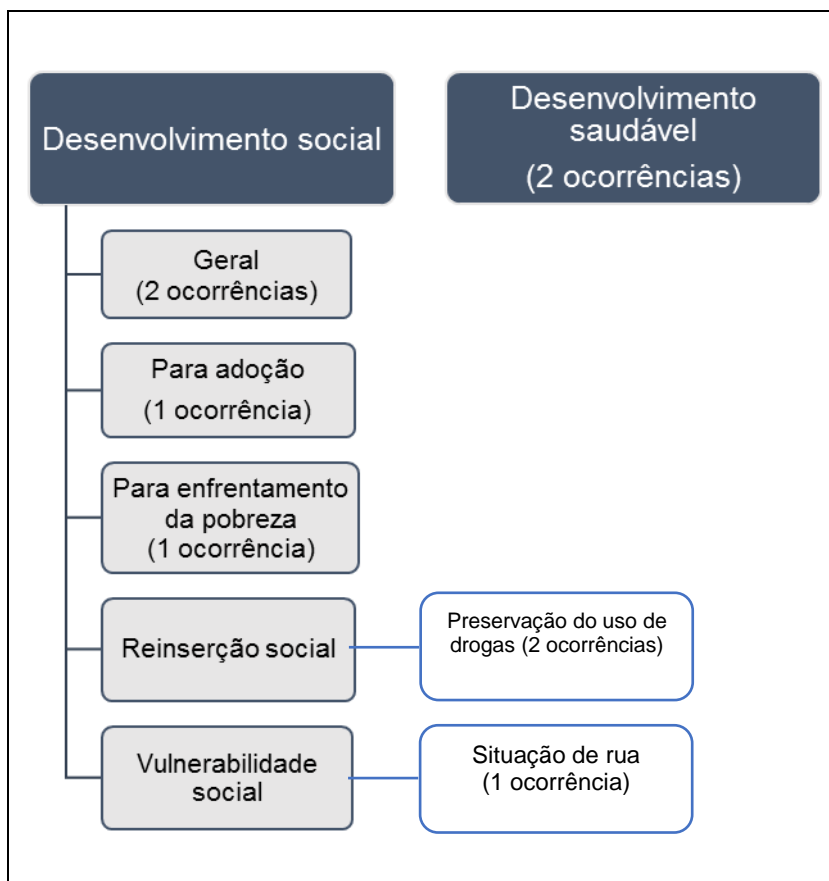 Desenvolvimento social
Desenvolvimento
saudável
(2 ocorrências)
Geral
(2 ocorrências)
Para adoção
(1 ocorrência)
Para enfrentamento
da pobreza
(1 ocorrência)
Reinserção social
Preservação do uso de
drogas (2 ocorrências)
Vulnerabilidade
social
Situação de rua
(1 ocorrência)